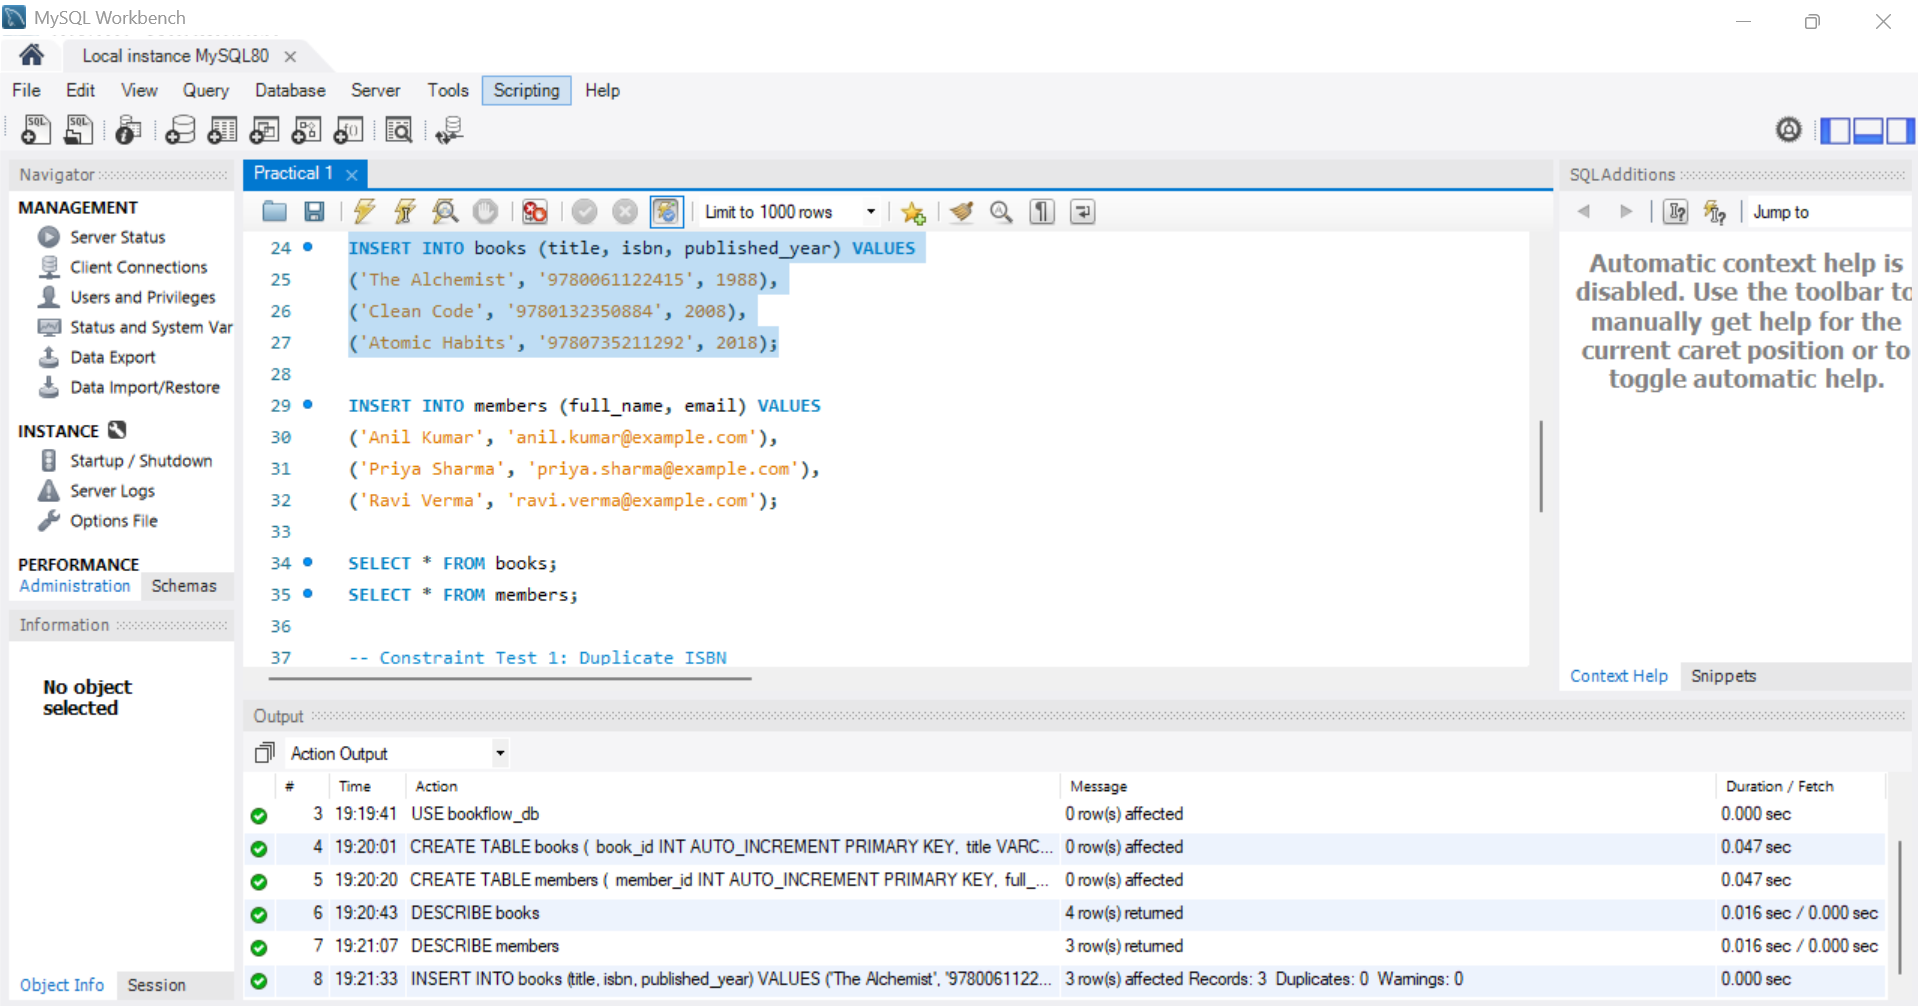 MySQL Workbench
Local instance MySQL80
File Edit View Query Database Server Tools Scripting Help
Navigator
MANAGEMENT
Server Status
Client Connections
Users and Privileges
Status and System Var
Data Export
Data Import/Restore
INSTANCE
Startup / Shutdown
Server Logs
Options File
PERFORMANCE
Administration Schemas
Information
No object
selected
Object Info Session
Practical 1
Limit to 1000 rows
24 INSERT INTO books (title, isbn, published_year) VALUES
25 ('The Alchemist', '9780061122415', 1988),
26 ('Clean Code', '9780132350884', 2008),
27 ('Atomic Habits', '9780735211292', 2018);
28
29 INSERT INTO members (full_name, email) VALUES
30 ('Anil Kumar', 'anil.kumar@example.com'),
31 ('Priya Sharma', 'priya.sharma@example.com'),
32 ('Ravi Verma', 'ravi.verma@example.com');
33
34 SELECT * FROM books;
35 SELECT * FROM members;
36
37 -- Constraint Test 1: Duplicate ISBN
SQLAdditions
Jump to
Automatic context help is
disabled. Use the toolbar to
manually get help for the
current caret position or to
toggle automatic help.
Context Help Snippets
Output
Action Output
# Time Action Message Duration / Fetch
3 19:19:41 USE bookflow_db 0 row(s) affected 0.000 sec
4 19:20:01 CREATE TABLE books ( book_id INT AUTO_INCREMENT PRIMARY KEY, title VARC... 0 row(s) affected 0.047 sec
5 19:20:20 CREATE TABLE members ( member_id INT AUTO_INCREMENT PRIMARY KEY, full_... 0 row(s) affected 0.047 sec
6 19:20:43 DESCRIBE books 4 row(s) returned 0.016 sec / 0.000 sec
7 19:21:07 DESCRIBE members 3 row(s) returned 0.016 sec / 0.000 sec
8 19:21:33 INSERT INTO books (title, isbn, published_year) VALUES ('The Alchemist', '9780061122... 3 row(s) affected Records: 3 Duplicates: 0 Warnings: 0 0.000 sec